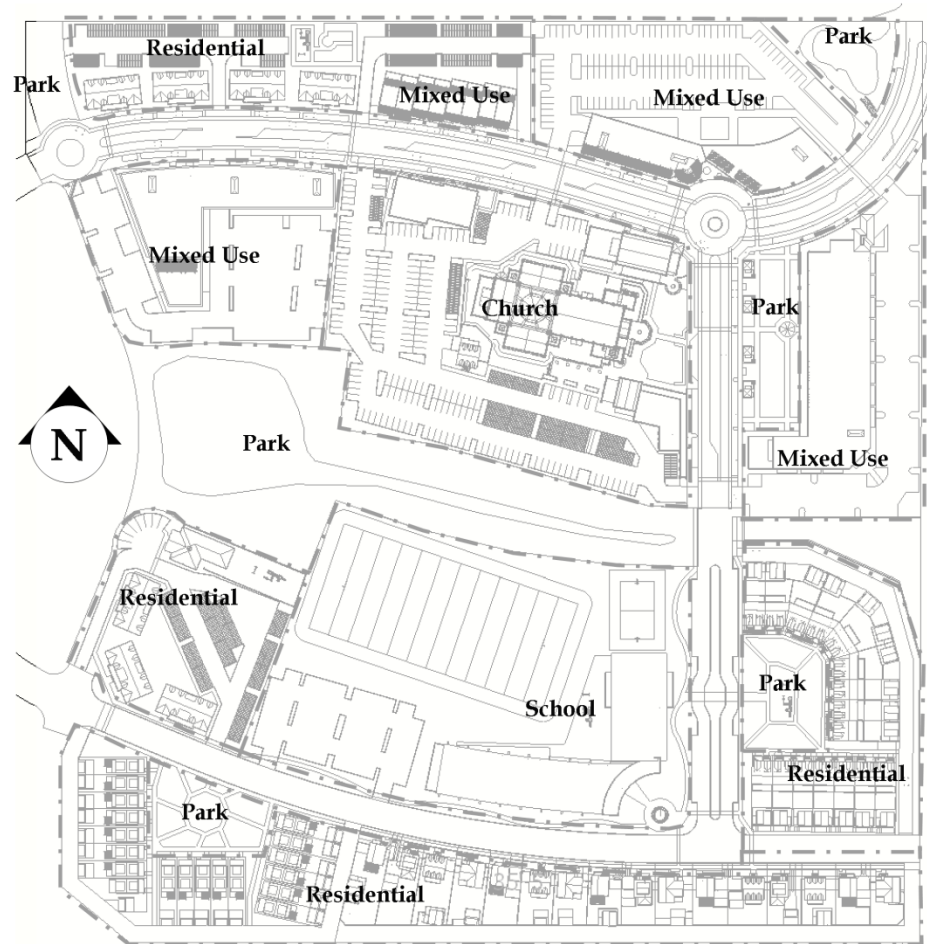 Park
Residential
Park
Mixed Use
Mixed Use
Mixed Use
Church
Park
N
Park
Mixed Use
Residential
Park
School
Residential
Park
Residential